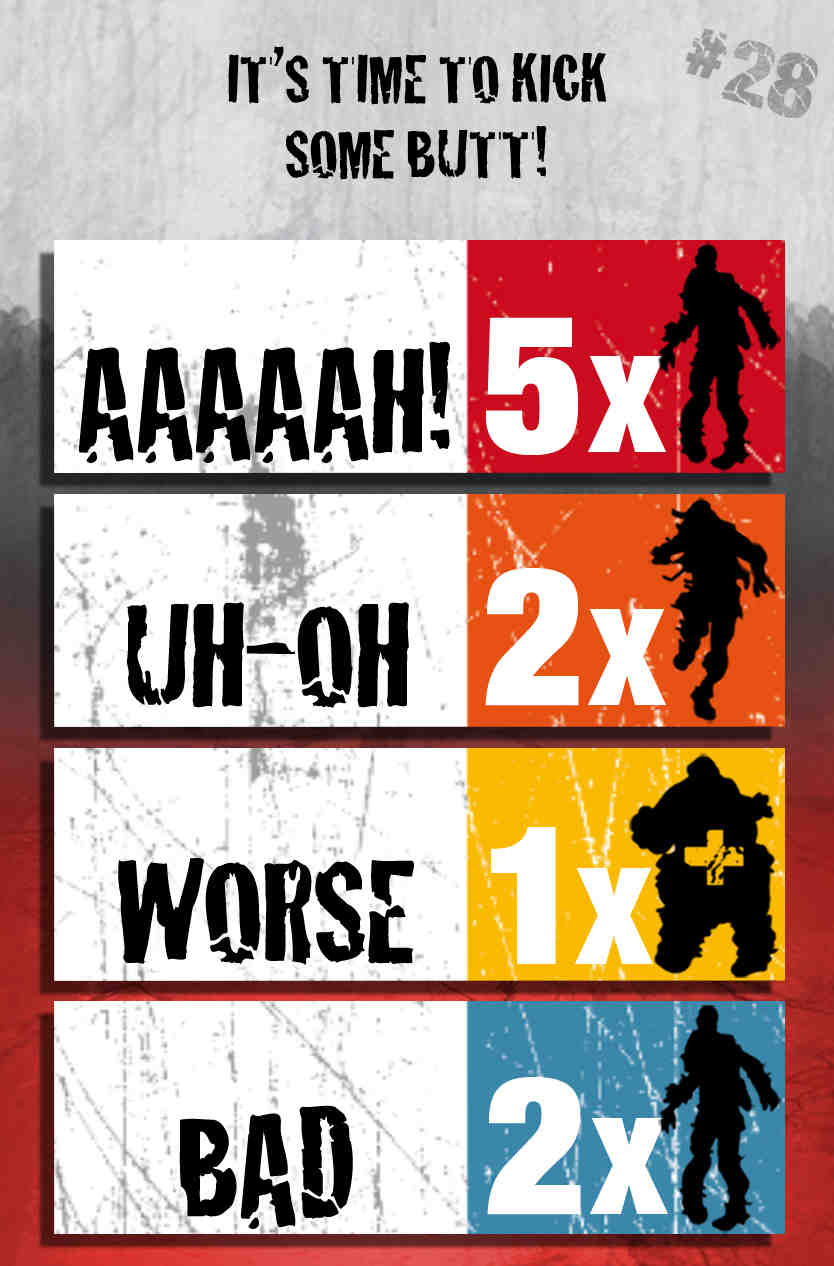 #28
IT'S TIME TO KICK
SOME BUTT!
AAAAAH! 5x
UH-OH 2x
WORSE 1x
BAD 2x